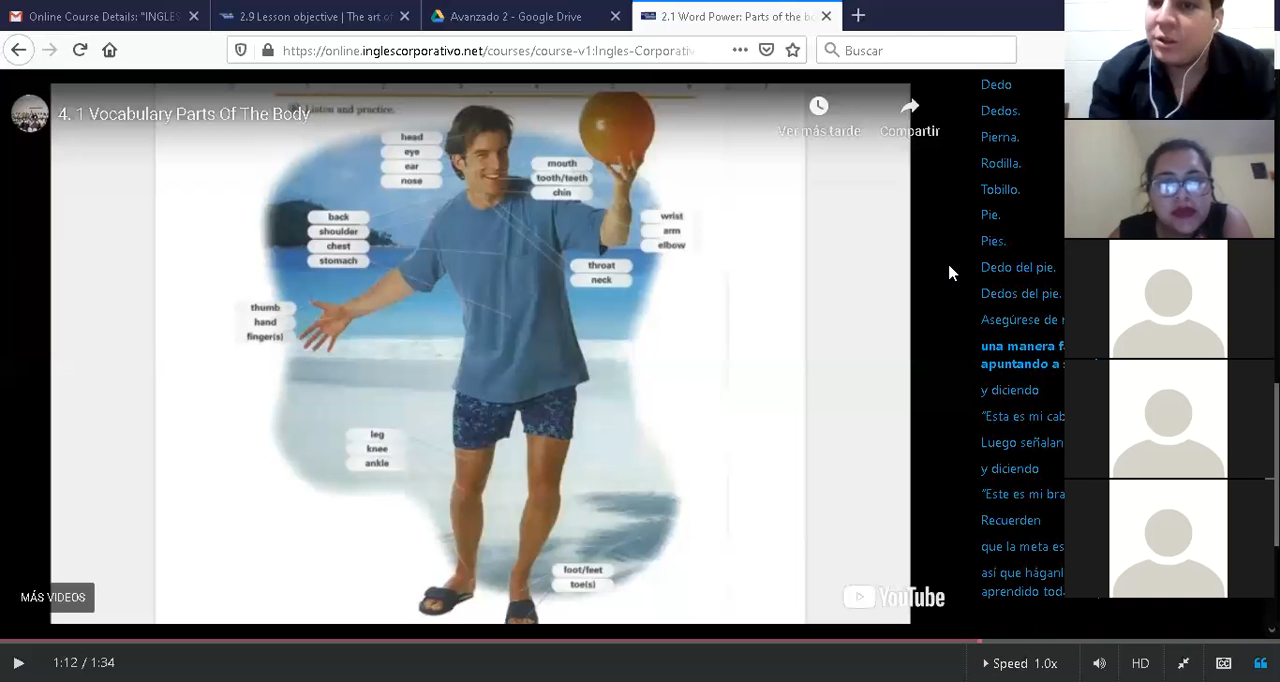 Online Course Details: "INGLES
2.9 Lesson objective | The art of
Avanzado 2 - Google Drive
2.1 Word Power: Parts of the bo
https://online.inglescorporativo.net/courses/course-v1:Ingles-Corporativ
Buscar
4. 1 Vocabulary Parts Of The Body
Listen and practice.
Ver más tarde
Compartir
head
eye
ear
nose
mouth
tooth/teeth
chin
back
shoulder
chest
stomach
wrist
arm
elbow
throat
neck
thumb
hand
finger(s)
leg
knee
ankle
foot/feet
toe(s)
MÁS VIDEOS
YouTube
Dedo
Dedos.
Pierna.
Rodilla.
Tobillo.
Pie.
Pies.
Dedo del pie.
Dedos del pie.
Asegúrese de
una manera
apuntando a
y diciendo
"Esta es mi
Luego
y diciendo
"Este es mi
Recuerden
que la meta es
así que
aprendido
1:12 / 1:34
Speed 1.0x
HD